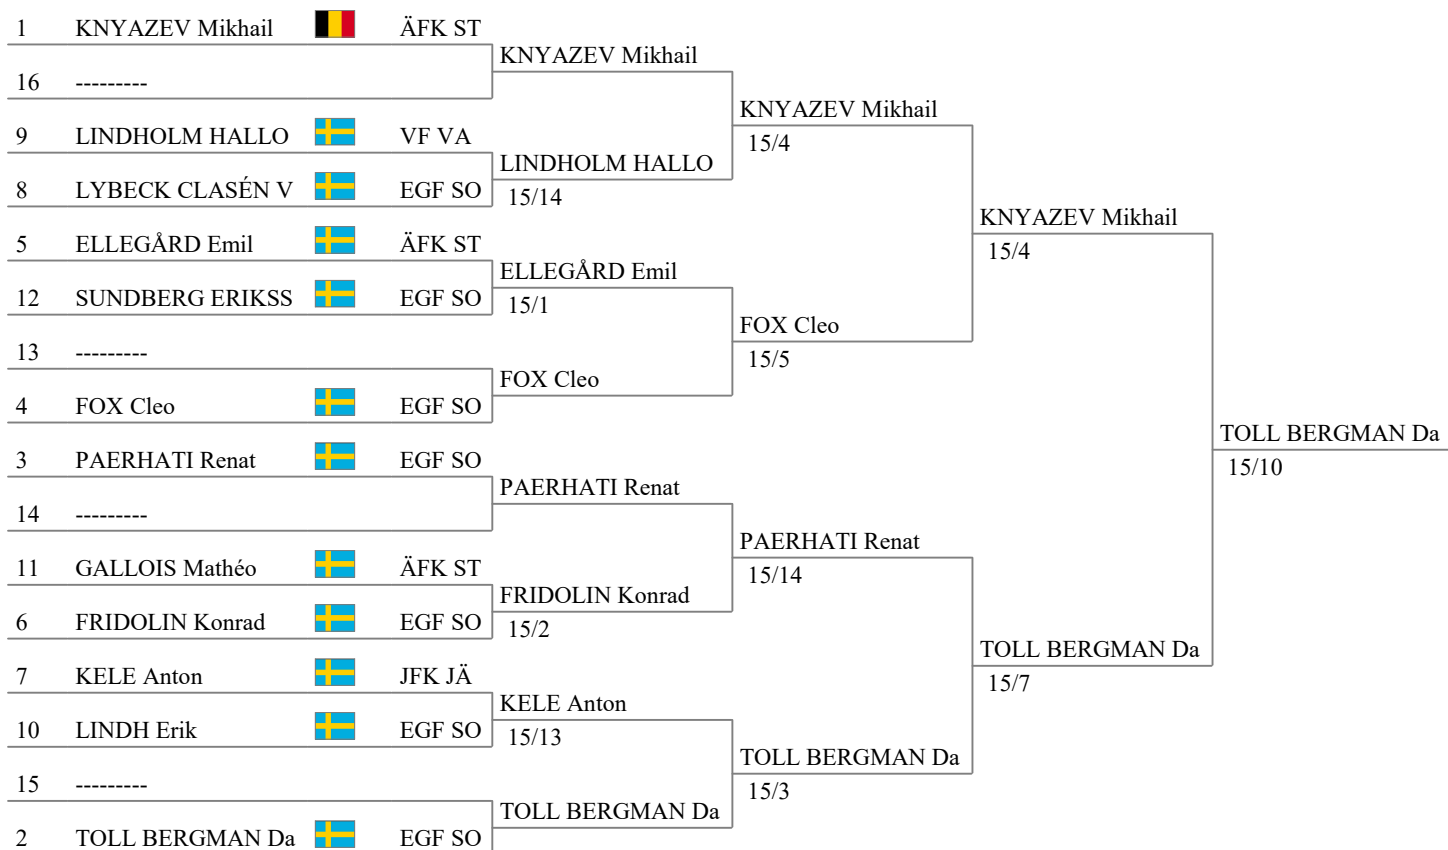 1 KNYAZEV Mikhail ÄFK ST
KNYAZEV Mikhail
16 ---------
KNYAZEV Mikhail
15/4
9 LINDHOLM HALLO VF VA
LINDHOLM HALLO
15/14
8 LYBECK CLASÉN V EGF SO
KNYAZEV Mikhail
15/4
5 ELLEGÅRD Emil ÄFK ST
ELLEGÅRD Emil
15/1
12 SUNDBERG ERIKSS EGF SO
FOX Cleo
15/5
13 ---------
FOX Cleo
4 FOX Cleo EGF SO
TOLL BERGMAN Da
15/10
3 PAERHATI Renat EGF SO
PAERHATI Renat
14 ---------
PAERHATI Renat
15/14
11 GALLOIS Mathéo ÄFK ST
FRIDOLIN Konrad
15/2
6 FRIDOLIN Konrad EGF SO
TOLL BERGMAN Da
15/7
7 KELE Anton JFK JÄ
KELE Anton
15/13
10 LINDH Erik EGF SO
TOLL BERGMAN Da
15/3
15 ---------
TOLL BERGMAN Da
2 TOLL BERGMAN Da EGF SO